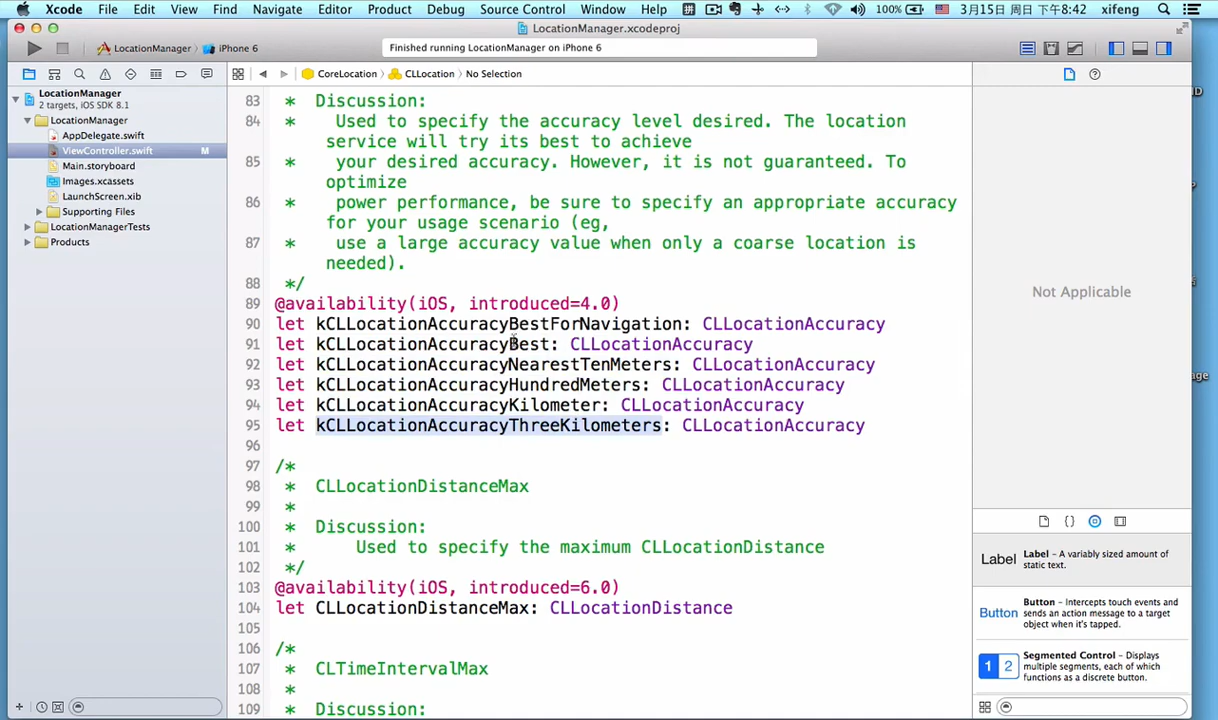 Xcode File Edit View Find Navigate Editor Product Debug Source Control Window Help 100% 3月15日 周日 下午8:42 xifeng
LocationManager.xcodeproj
LocationManager iPhone 6
Finished running LocationManager on iPhone 6
CoreLocation CLLocation No Selection
LocationManager
2 targets, iOS SDK 8.1
LocationManager
AppDelegate.swift
ViewController.swift M
Main.storyboard
Images.xcassets
LaunchScreen.xib
Supporting Files
LocationManagerTests
Products
83 * Discussion:
84 * Used to specify the accuracy level desired. The location
service will try its best to achieve
85 * your desired accuracy. However, it is not guaranteed. To
optimize
86 * power performance, be sure to specify an appropriate accuracy
for your usage scenario (eg,
87 * use a large accuracy value when only a coarse location is
needed).
88 */
89 @availability(iOS, introduced=4.0)
90 let kCLLocationAccuracyBestForNavigation: CLLocationAccuracy
91 let kCLLocationAccuracyBest: CLLocationAccuracy
92 let kCLLocationAccuracyNearestTenMeters: CLLocationAccuracy
93 let kCLLocationAccuracyHundredMeters: CLLocationAccuracy
94 let kCLLocationAccuracyKilometer: CLLocationAccuracy
95 let kCLLocationAccuracyThreeKilometers: CLLocationAccuracy
96
97 /*
98 * CLLocationDistanceMax
99 *
100 * Discussion:
101 * Used to specify the maximum CLLocationDistance
102 */
103 @availability(iOS, introduced=6.0)
104 let CLLocationDistanceMax: CLLocationDistance
105
106 /*
107 * CLTimeIntervalMax
108 *
109 * Discussion:
Not Applicable
Label
Label – A variably sized amount of
static text.
Button
Button – Intercepts touch events and
sends an action message to a target
object when it's tapped.
1 2
Segmented Control – Displays
multiple segments, each of which
functions as a discrete button.